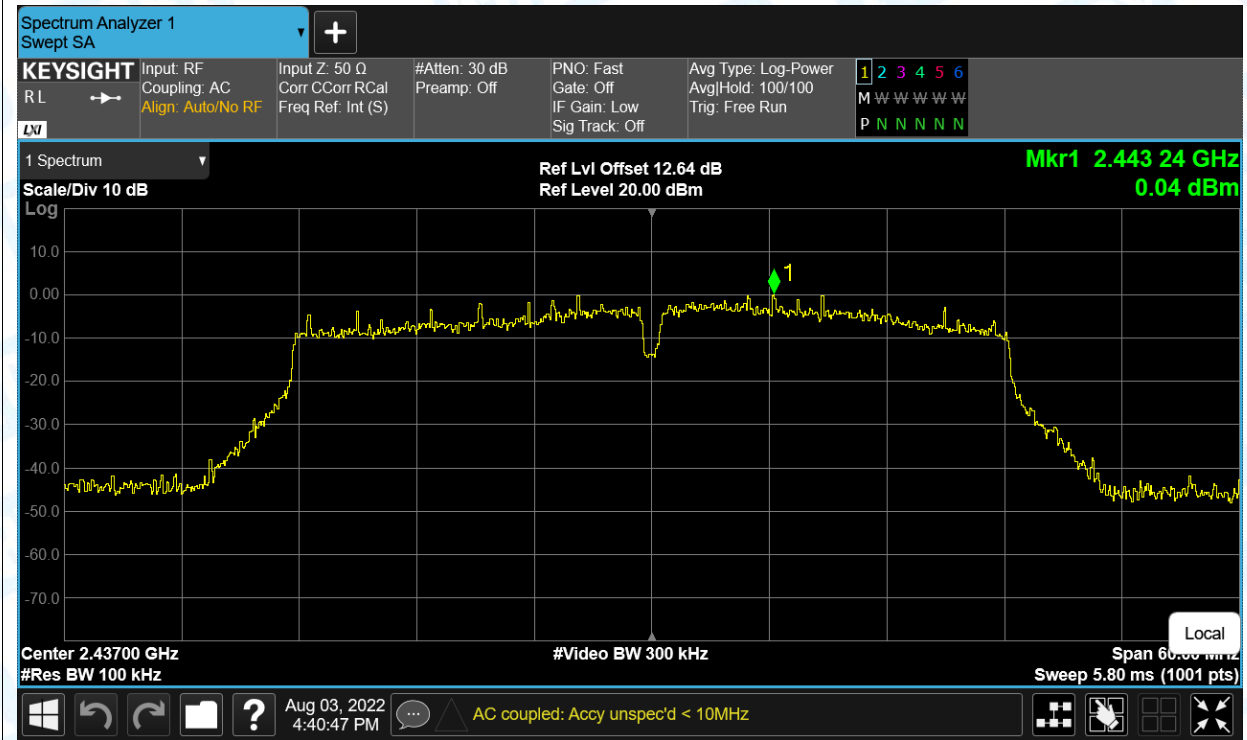 Spectrum Analyzer 1
Swept SA
+
KEYSIGHT
R L
LXI
Input: RF
Coupling: AC
Align: Auto/No RF
Input Z: 50 Ω
Corr CCorr RCal
Freq Ref: Int (S)
#Atten: 30 dB
Preamp: Off
PNO: Fast
Gate: Off
IF Gain: Low
Sig Track: Off
Avg Type: Log-Power
Avg|Hold: 100/100
Trig: Free Run
1 2 3 4 5 6
M W W W W W W
P N N N N N N
1 Spectrum
Scale/Div 10 dB
Log
Ref Lvl Offset 12.64 dB
Ref Level 20.00 dBm
Mkr1 2.443 24 GHz
0.04 dBm
10.0
0.00
-10.0
-20.0
-30.0
-40.0
-50.0
-60.0
-70.0
1
Local
Center 2.43700 GHz
#Res BW 100 kHz
#Video BW 300 kHz
Span 60.00 MHz
Sweep 5.80 ms (1001 pts)
?
Aug 03, 2022
4:40:47 PM
AC coupled: Accy unspec'd < 10MHz